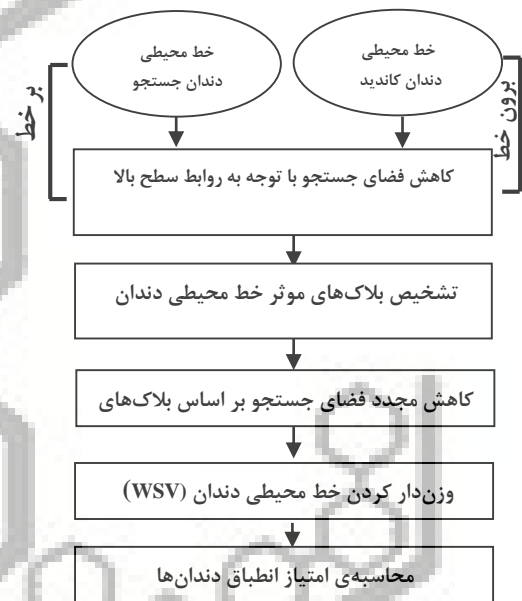 خط محیطی
دندان کاندید
خط محیطی
دندان جستجو
برون خط
بر خط
کاهش فضای جستجو با توجه به روابط سطح بالا
تشخیص بلاک‌های موثر خط محیطی دندان
کاهش مجدد فضای جستجو بر اساس بلاک‌های
وزن‌دار کردن خط محیطی دندان (WSV)
محاسبه‌ی امتیاز انطباق دندان‌ها